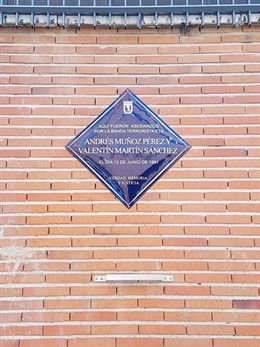 AQUÍ FUERON ASESINADOS
POR LA BANDA TERRORISTA ETA
ANDRÉS MUÑOZ PÉREZ Y
VALENTÍN MARTÍN SÁNCHEZ
EL DÍA 12 DE JUNIO DE 1991
VERDAD, MEMORIA
Y JUSTICIA